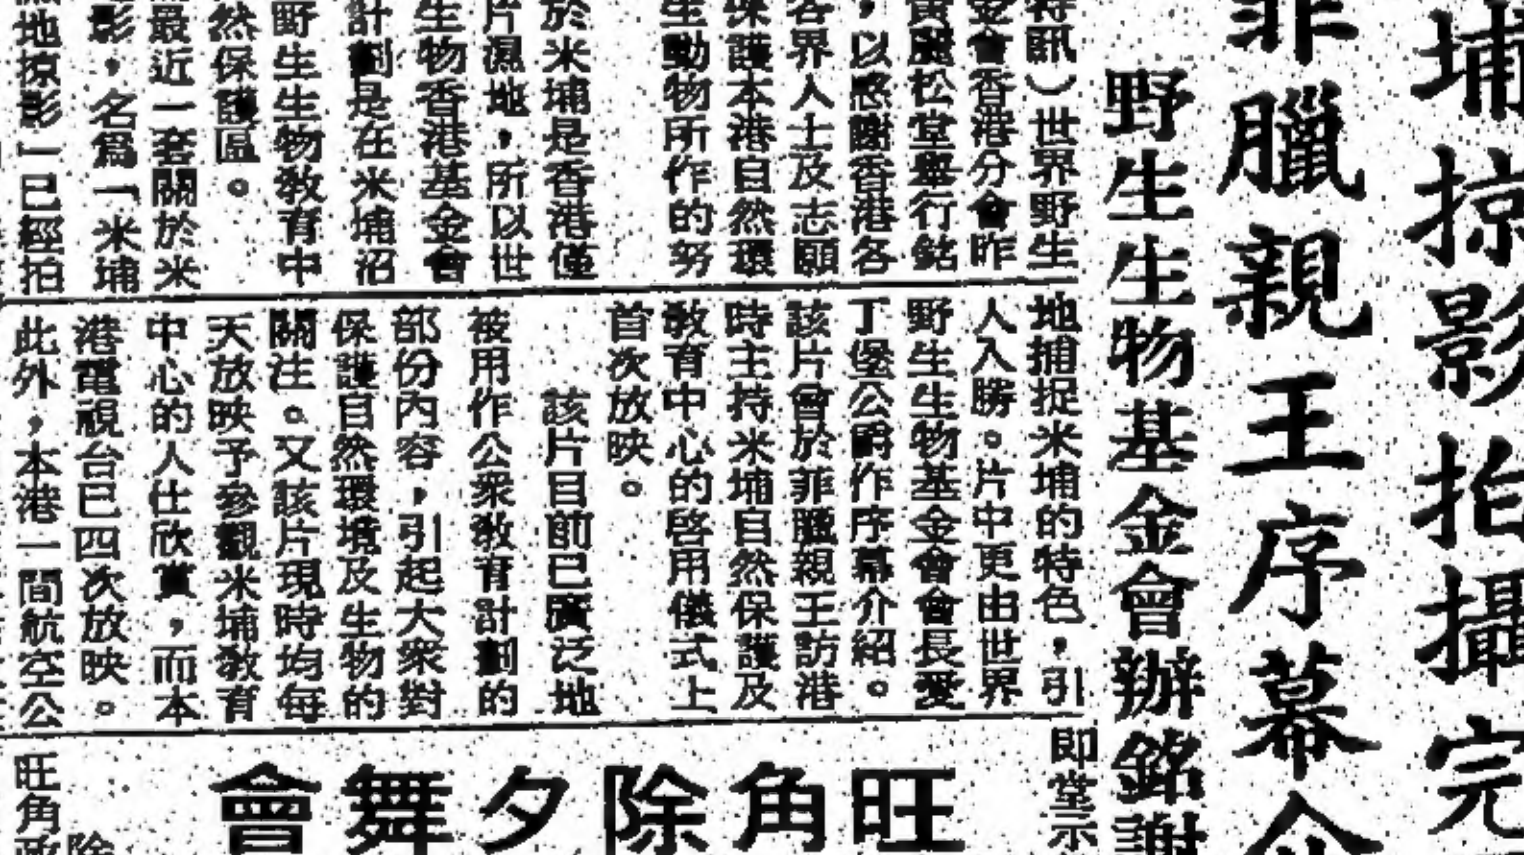 埔掠影拍攝完
菲臘親王序幕介
野生生物基金會辦銘謝
特訊）世界野生
金會香港分會昨
黃麗松堂舉行銘
，以感謝香港各
各界人士及志願
保護本港自然環
生動物所作的努
於米埔是香港僅
片濕地，所以世
生物香港基金會
計劃是在米埔沼
野生生物教育中
然保護區。
最近一套關於米
影，名為「米埔
地掠影」已經拍
地捕捉米埔的特色，引
人入勝。片中更由世界
野生生物基金會會長愛
丁堡公爵作序幕介紹。
該片會於菲臘親王訪港
時主持米埔自然保護及
教育中心的啓用儀式上
首次放映。
該片目前已廣泛地
被用作公衆教育計劃的
部份內容，引起大衆對
保護自然環境及生物的
關注。又該片現時均每
天放映予參觀米埔教育
中心的人仕欣賞，而本
港電視台已四次放映。
此外，本港一間航空公
即堂示
旺角除夕舞會
除
旺角政